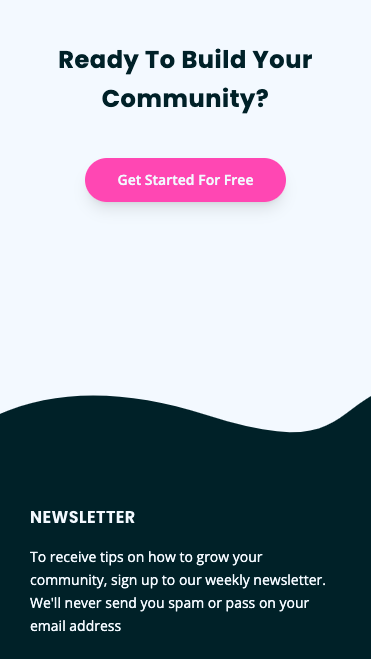 Ready To Build Your
Community?
Get Started For Free
NEWSLETTER
To receive tips on how to grow your
community, sign up to our weekly newsletter.
We'll never send you spam or pass on your
email address